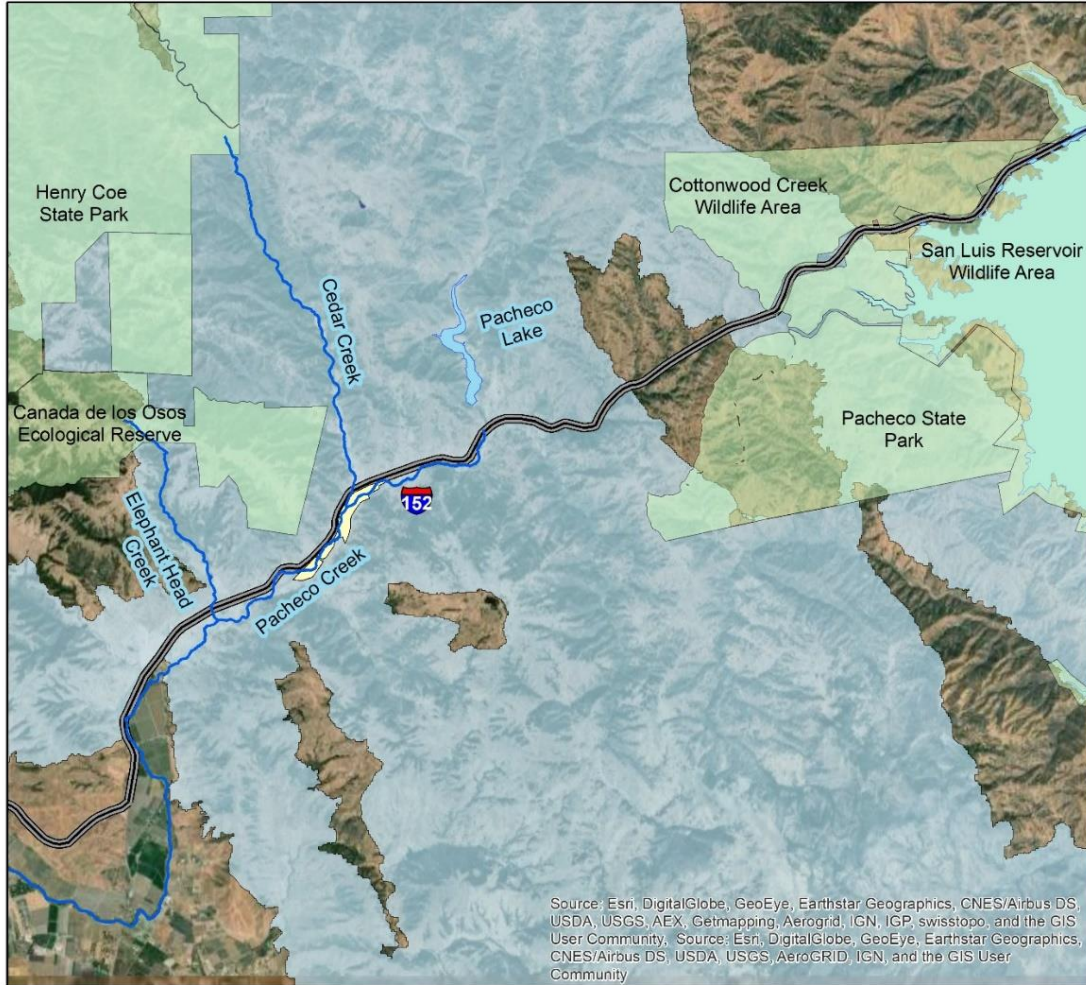 Henry Coe
State Park
Cottonwood Creek
Wildlife Area
San Luis Reservoir
Wildlife Area
Cedar Creek
Pacheco
Lake
Canada de los Osos
Ecological Reserve
Pacheco State
Park
152
Elephant Head
Creek
Pacheco Creek
Source: Esri, DigitalGlobe, GeoEye, Earthstar Geographics, CNES/Airbus DS,
USDA, USGS, AEX, Getmapping, Aerogrid, IGN, IGP, swisstopo, and the GIS
User Community, Source: Esri, DigitalGlobe, GeoEye, Earthstar Geographics,
CNES/Airbus DS, USDA, USGS, AeroGRID, IGN, and the GIS User
Community